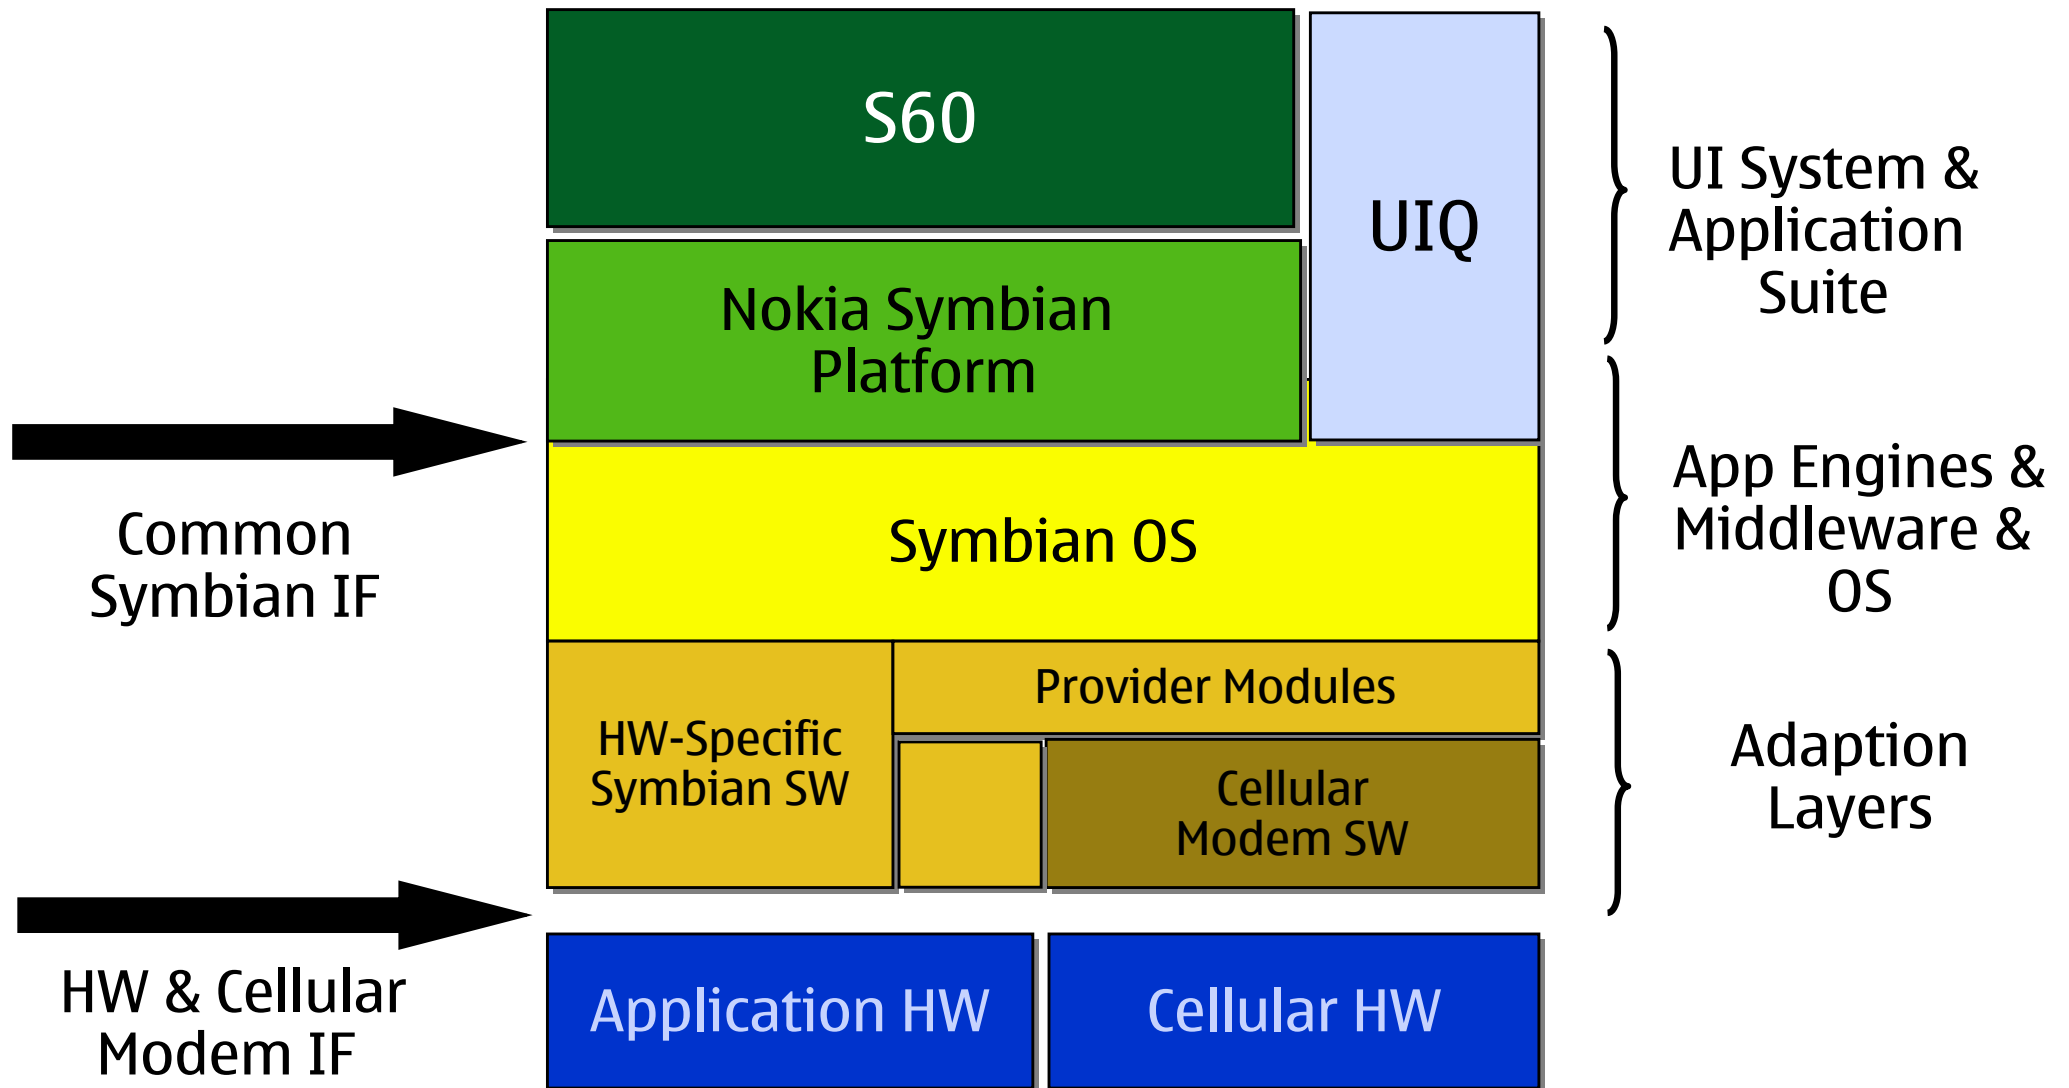 S60
UIQ
Nokia Symbian
Platform
Symbian OS
Provider Modules
HW-Specific
Symbian SW
Cellular
Modem SW
Application HW
Cellular HW
Common
Symbian IF
HW & Cellular
Modem IF
UI System &
Application
Suite
App Engines &
Middleware &
OS
Adaption
Layers